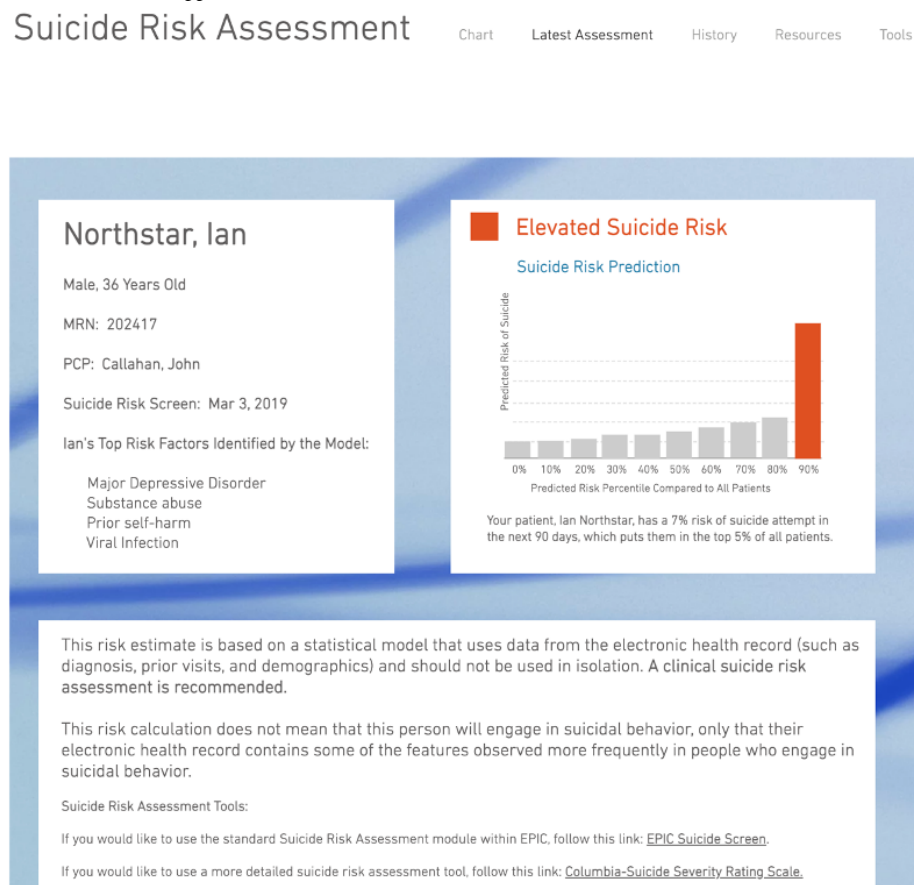 Suicide Risk Assessment
Chart
Latest Assessment
History
Resources
Tools
Northstar, Ian
Male, 36 Years Old
MRN: 202417
PCP: Callahan, John
Suicide Risk Screen: Mar 3, 2019
Ian's Top Risk Factors Identified by the Model:
Major Depressive Disorder
Substance abuse
Prior self-harm
Viral Infection
Elevated Suicide Risk
Suicide Risk Prediction
Predicted Risk of Suicide
0% 10% 20% 30% 40% 50% 60% 70% 80% 90%
Predicted Risk Percentile Compared to All Patients
Your patient, Ian Northstar, has a 7% risk of suicide attempt in
the next 90 days, which puts them in the top 5% of all patients.
This risk estimate is based on a statistical model that uses data from the electronic health record (such as
diagnosis, prior visits, and demographics) and should not be used in isolation. A clinical suicide risk
assessment is recommended.
This risk calculation does not mean that this person will engage in suicidal behavior, only that their
electronic health record contains some of the features observed more frequently in people who engage in
suicidal behavior.
Suicide Risk Assessment Tools:
If you would like to use the standard Suicide Risk Assessment module within EPIC, follow this link: EPIC Suicide Screen.
If you would like to use a more detailed suicide risk assessment tool, follow this link: Columbia-Suicide Severity Rating Scale.